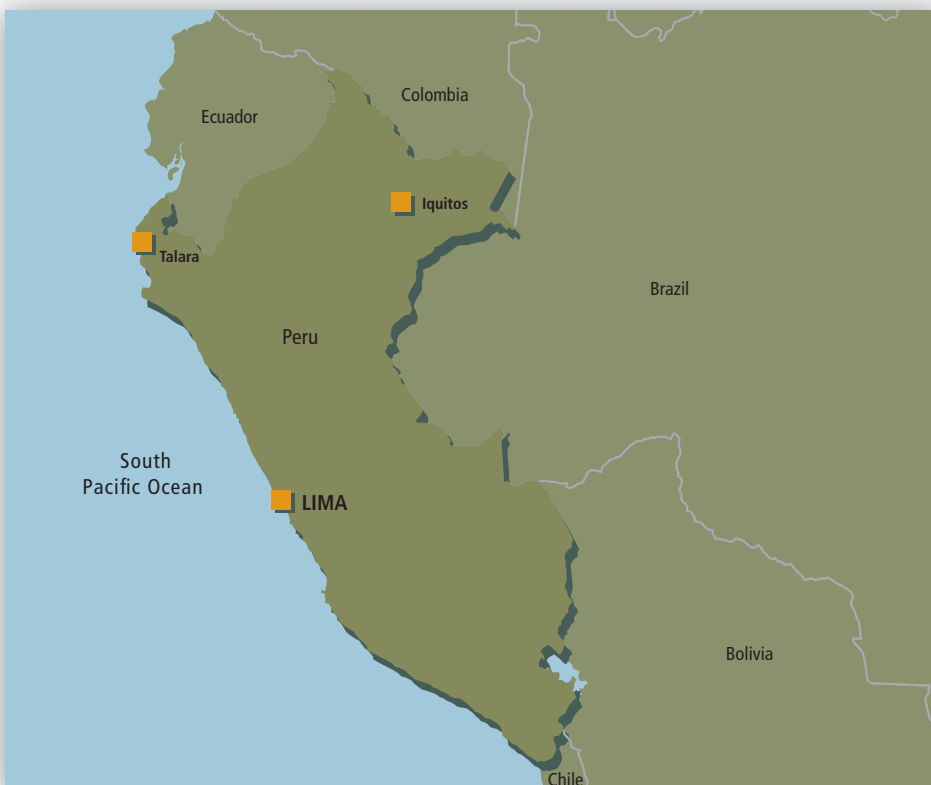 Colombia
Ecuador
Iquitos
Talara
Brazil
Peru
South
Pacific Ocean
LIMA
Bolivia
Chile